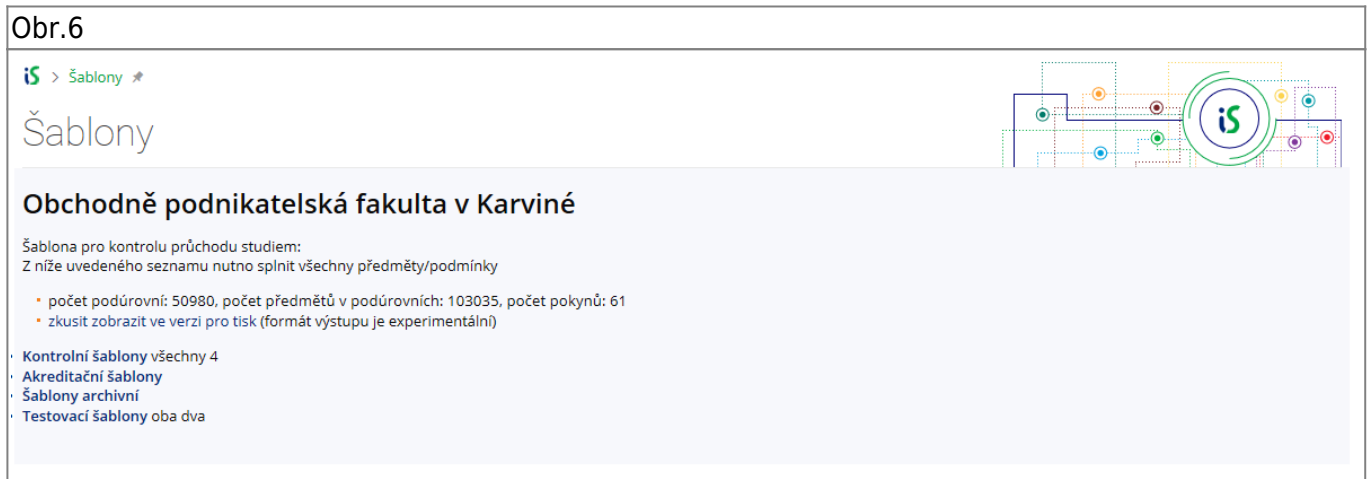 Obr.6
iS > Šablony
Šablony
iS
Obchodně podnikatelská fakulta v Karviné
Šablona pro kontrolu průchodu studiem:
Z níže uvedeného seznamu nutno splnit všechny předměty/podmínky
počet podúrovní: 50980, počet předmětů v podúrovních: 103035, počet pokynů: 61
zkusit zobrazit ve verzi pro tisk (formát výstupu je experimentální)
Kontrolní šablony všechny 4
Akreditační šablony
Šablony archivní
Testovací šablony oba dva